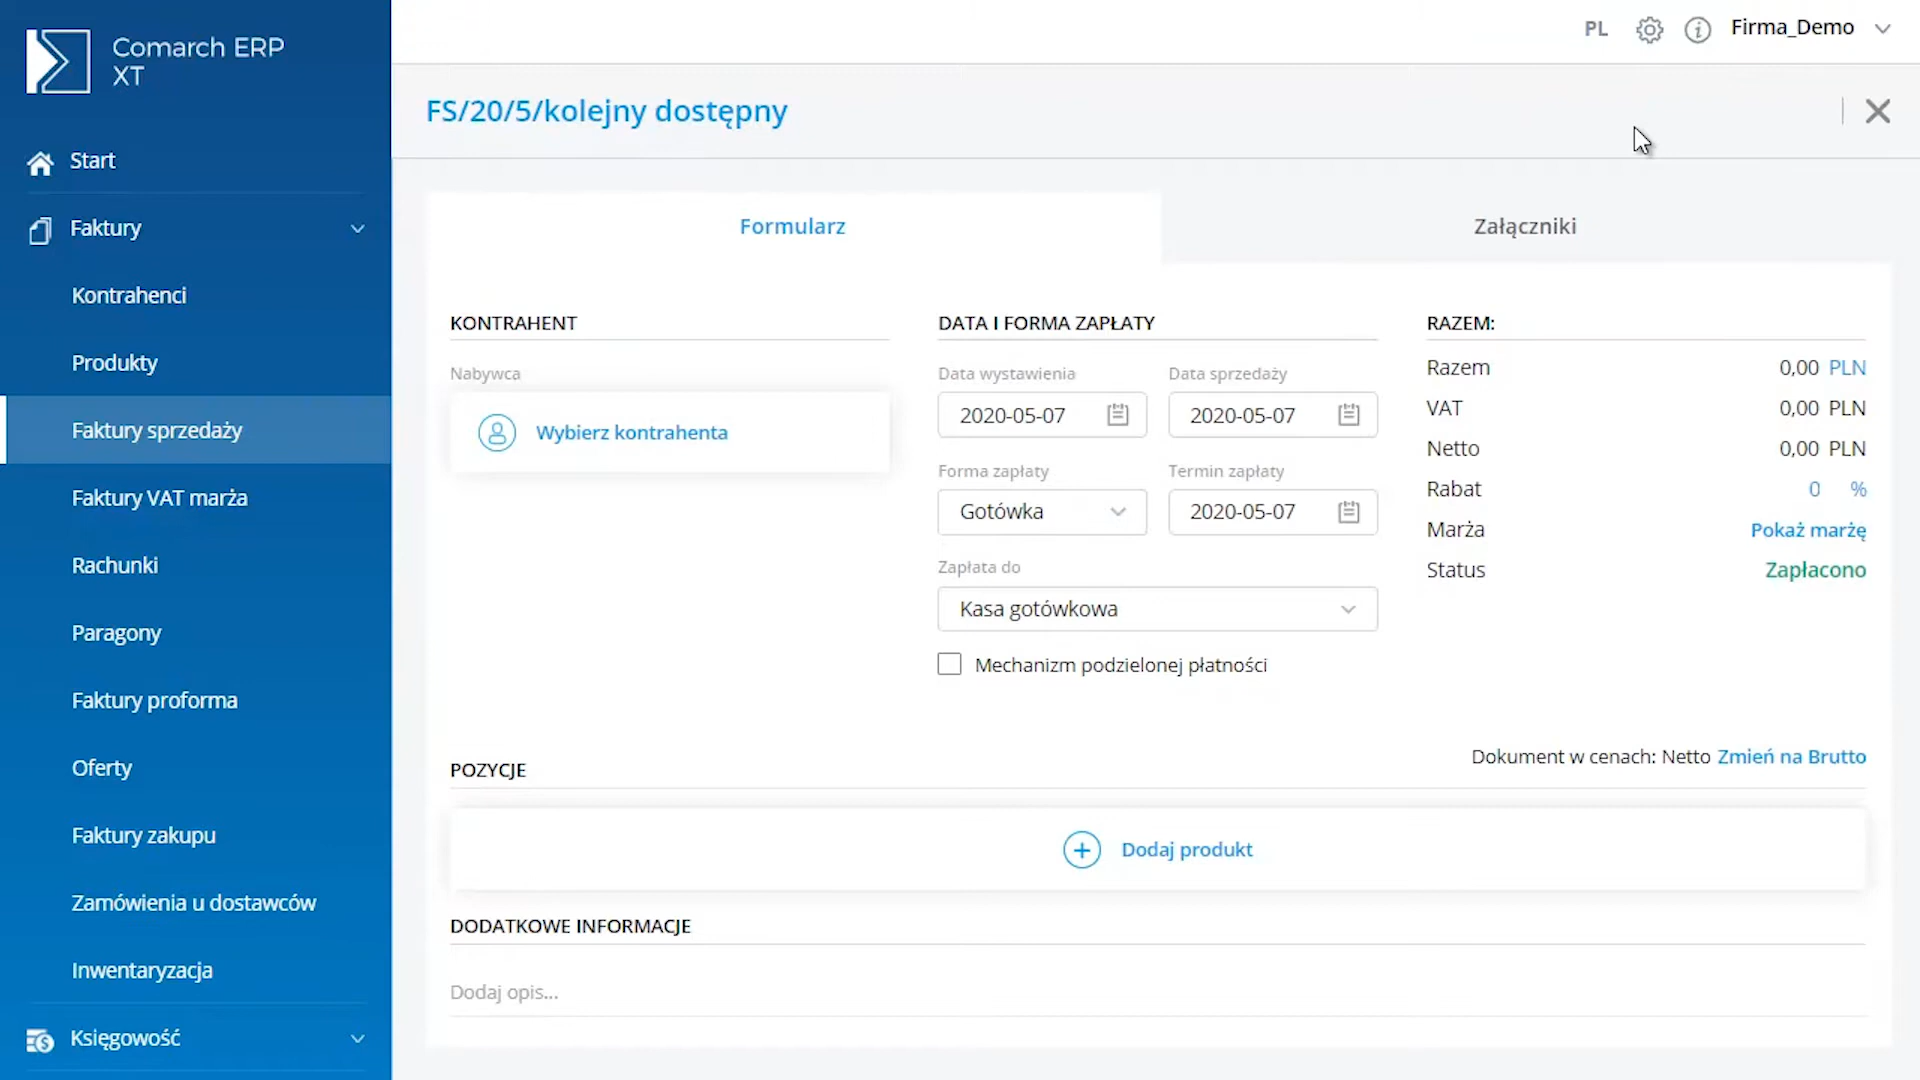 Comarch ERP
XT
Start
Faktury
Kontrahenci
Produkty
Faktury sprzedaży
Faktury VAT marża
Rachunki
Paragony
Faktury proforma
Oferty
Faktury zakupu
Zamówienia u dostawców
Inwentaryzacja
Księgowość
PL
Firma_Demo
FS/20/5/kolejny dostępny
Formularz
Załączniki
KONTRAHENT
Nabywca
Wybierz kontrahenta
DATA I FORMA ZAPŁATY
Data wystawienia Data sprzedaży
2020-05-07 2020-05-07
Forma zapłaty Termin zapłaty
Gotówka 2020-05-07
Zapłata do
Kasa gotówkowa
Mechanizm podzielonej płatności
RAZEM:
Razem 0,00 PLN
VAT 0,00 PLN
Netto 0,00 PLN
Rabat 0 %
Marża Pokaż marżę
Status Zapłacono
POZYCJE
Dokument w cenach: Netto Zmień na Brutto
Dodaj produkt
DODATKOWE INFORMACJE
Dodaj opis...